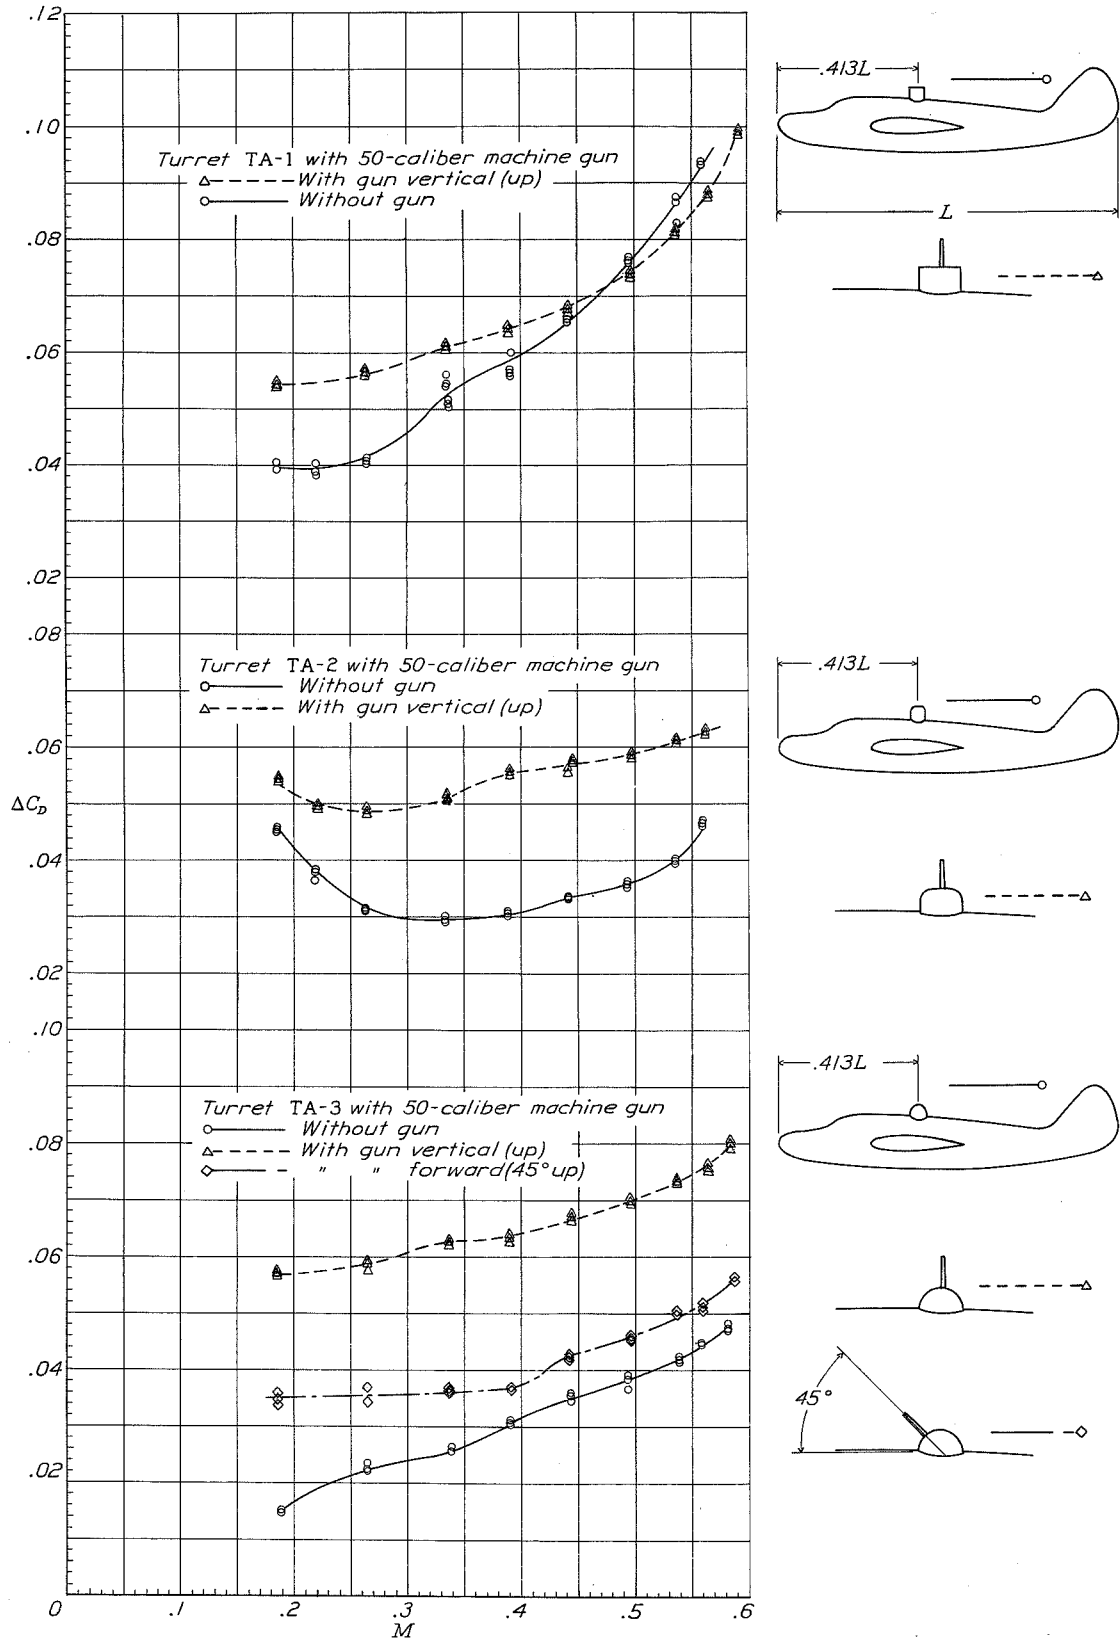 .12
.10
.08
.06
.04
.02
Turret TA-1 with 50-caliber machine gun
With gun vertical (up)
Without gun
.413L
L
.08
.06
ΔC_D
.04
.02
Turret TA-2 with 50-caliber machine gun
Without gun
With gun vertical (up)
.413L
.10
.08
.06
.04
.02
Turret TA-3 with 50-caliber machine gun
Without gun
With gun vertical (up)
" " forward (45° up)
.413L
45°
0 .1 .2 .3 .4 .5 .6
M